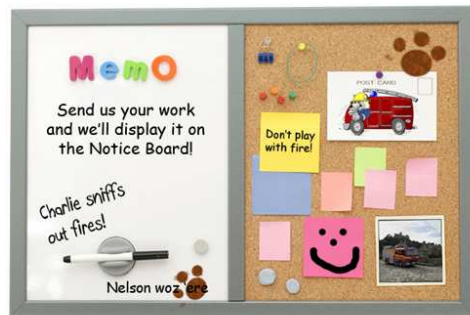 MemO
Send us your work
and we'll display it on
the Notice Board!
Charlie sniffs
out fires!
Nelson woz 'ere
POST CARD
Don't play
with fire!